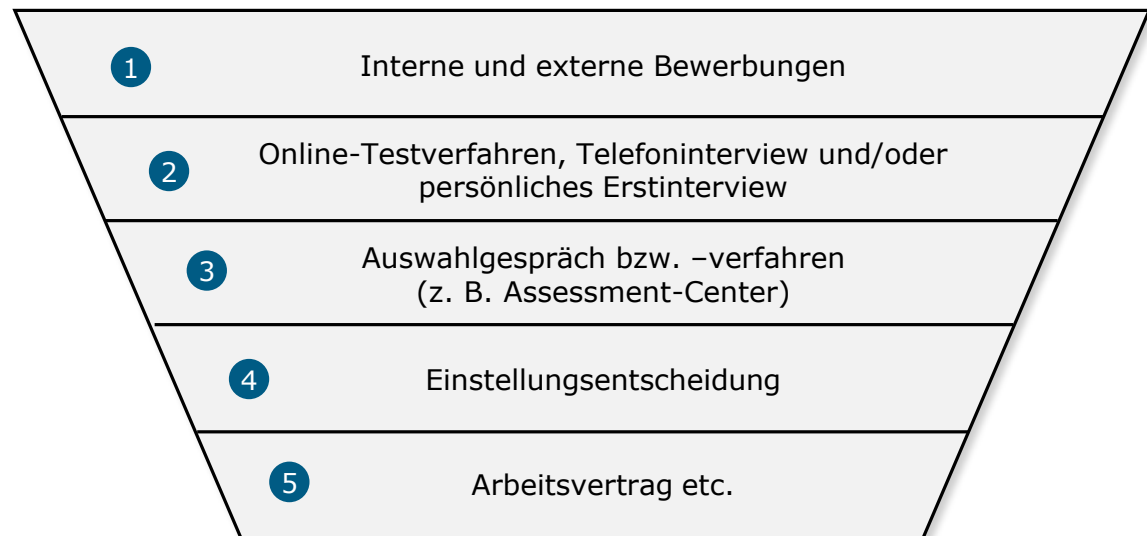 1 Interne und externe Bewerbungen
2 Online-Testverfahren, Telefoninterview und/oder
persönliches Erstinterview
3 Auswahlgespräch bzw. –verfahren
(z. B. Assessment-Center)
4 Einstellungsentscheidung
5 Arbeitsvertrag etc.